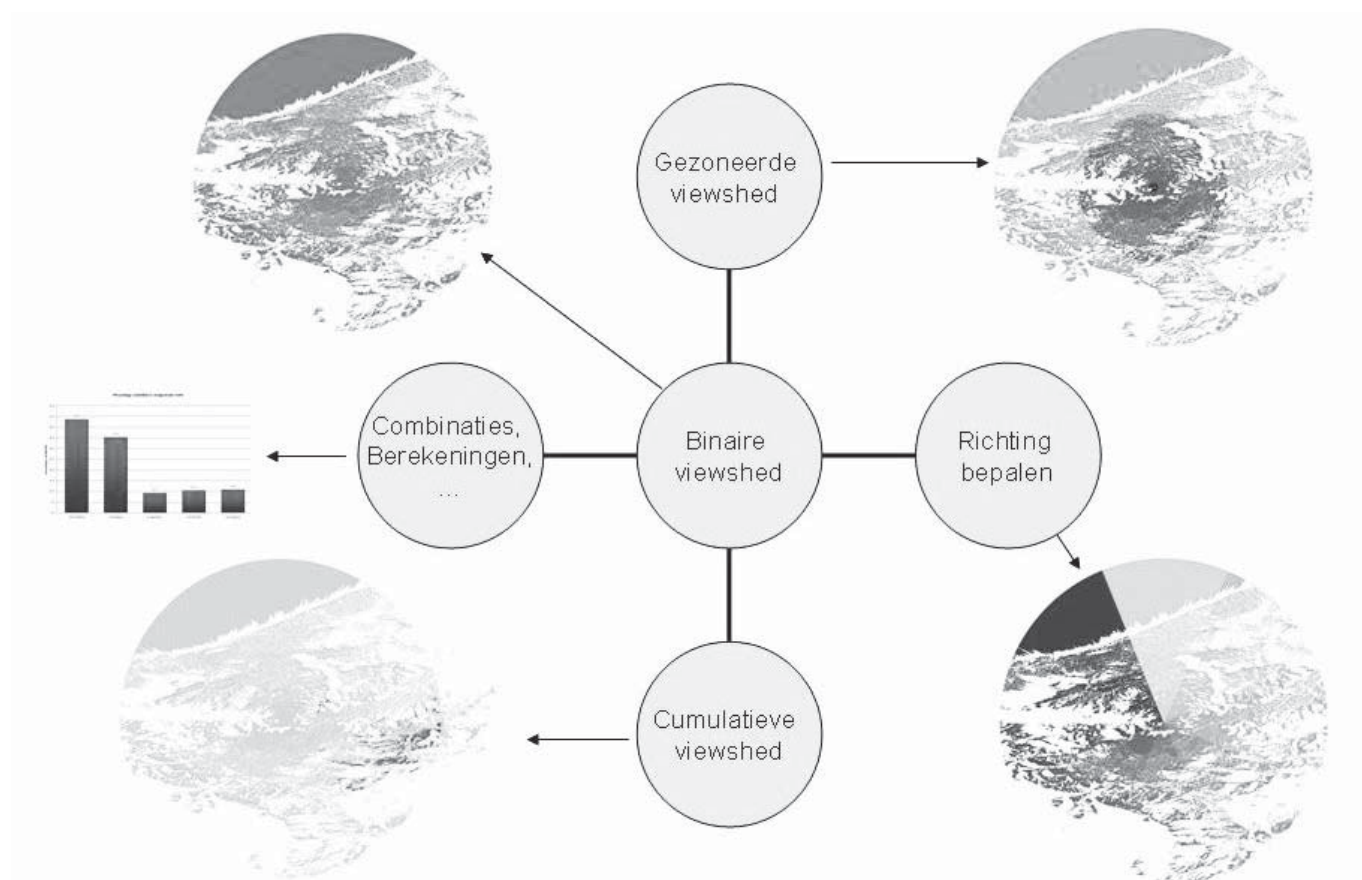 Gezoneerde
viewshed
Combinaties,
Berekeningen,
...
Binaire
viewshed
Richting
bepalen
Cumulatieve
viewshed